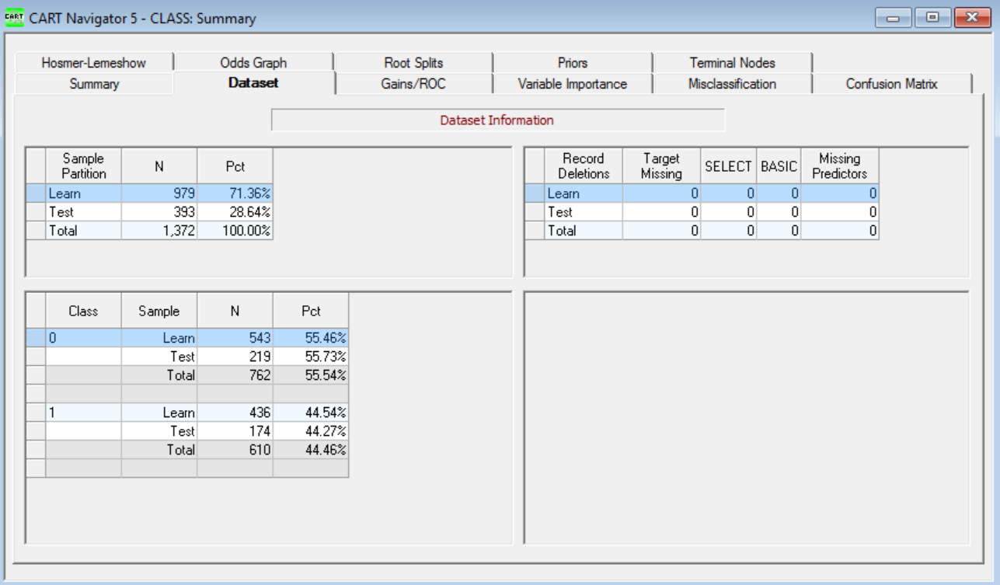 CART CART Navigator 5 - CLASS: Summary
Hosmer-Lemeshow Odds Graph Root Splits Priors Terminal Nodes
Summary Dataset Gains/ROC Variable Importance Misclassification Confusion Matrix
Dataset Information
Sample Partition N Pct
Learn 979 71.36%
Test 393 28.64%
Total 1,372 100.00%
Record Deletions Target Missing SELECT BASIC Missing Predictors
Learn 0 0 0 0
Test 0 0 0 0
Total 0 0 0 0
Class Sample N Pct
0 Learn 543 55.46%
Test 219 55.73%
Total 762 55.54%
1 Learn 436 44.54%
Test 174 44.27%
Total 610 44.46%